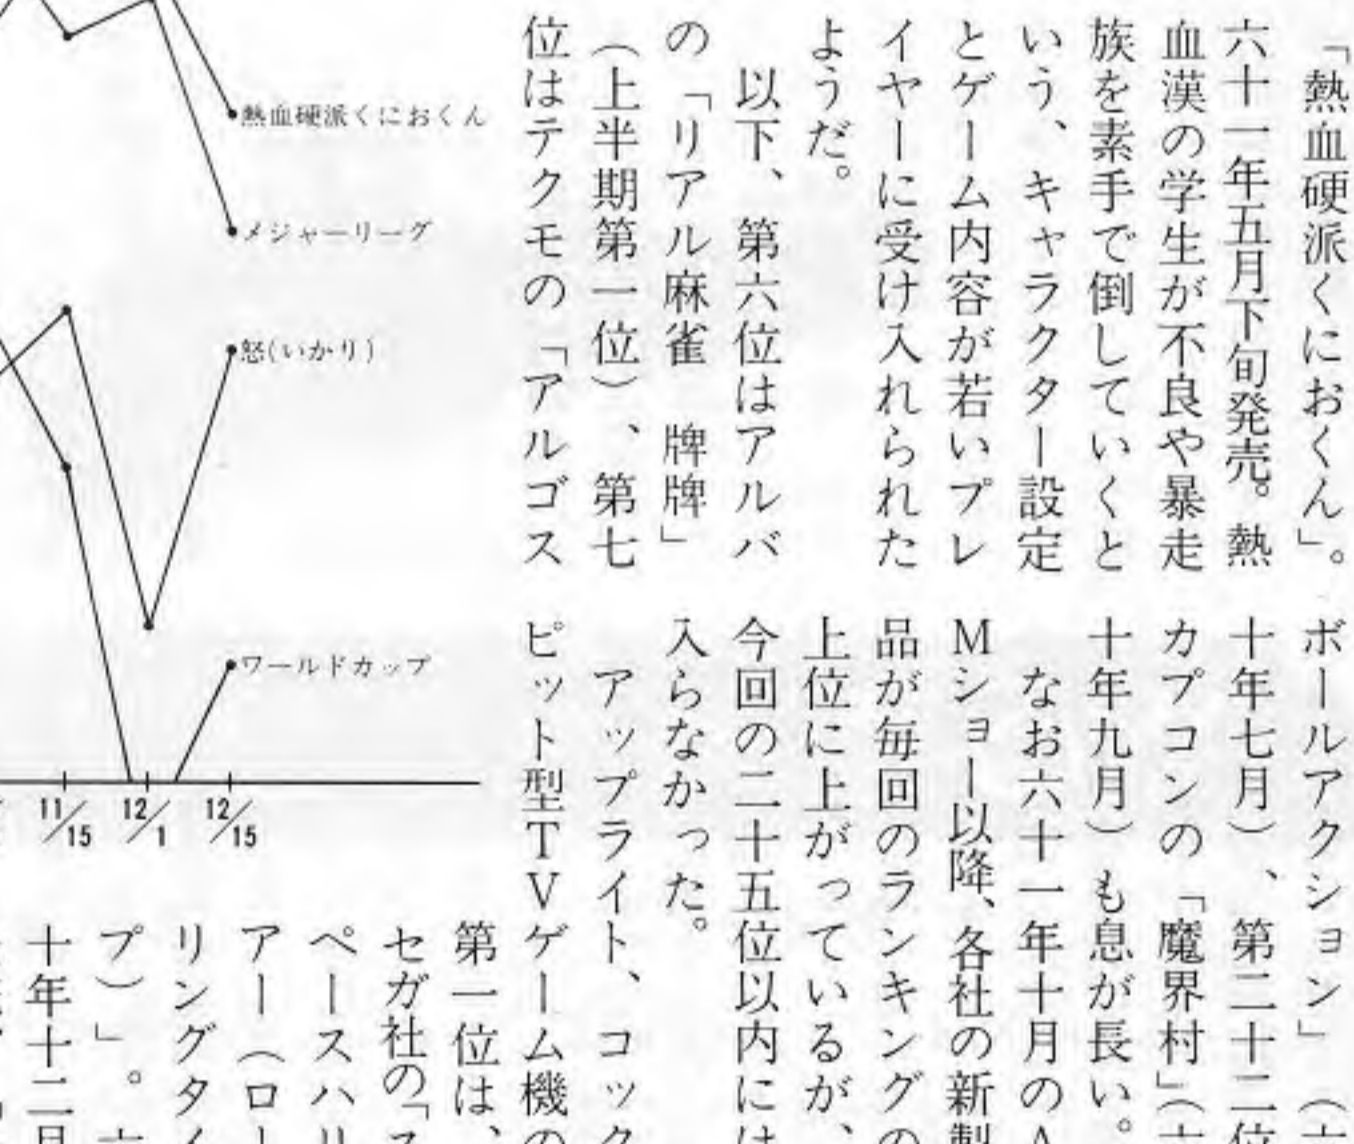 「熱血硬派くにおくん」。
六十一年五月下旬発売。熱
血漢の学生が不良や暴走
族を素手で倒していくと
いう、キャラクター設定
とゲーム内容が若いプレ
イヤーに受け入れられた
ようだ。
以下、第六位はアルバ
の「リアル麻雀　牌牌」
（上半期第一位）、第七
位はテクモの「アルゴス
ボールアクション」（
十年七月）、第二十二位
カプコンの「魔界村」（
十年九月）も息が長い。
なお六十一年十月のA
Mショー以降、各社の新製
品が毎回のランキングの
上位に上がっているが、
今回の二十五位以内には
入らなかった。
アップライト、コック
ピット型TVゲーム機の
第一位は、
セガ社の「ス
ペースハリ
アー（ロー
リングタイ
プ）」。
十年十二月
熱血硬派くにおくん
メジャーリーグ
怒(いかり)
ワールドカップ
11/15 12/1 12/15